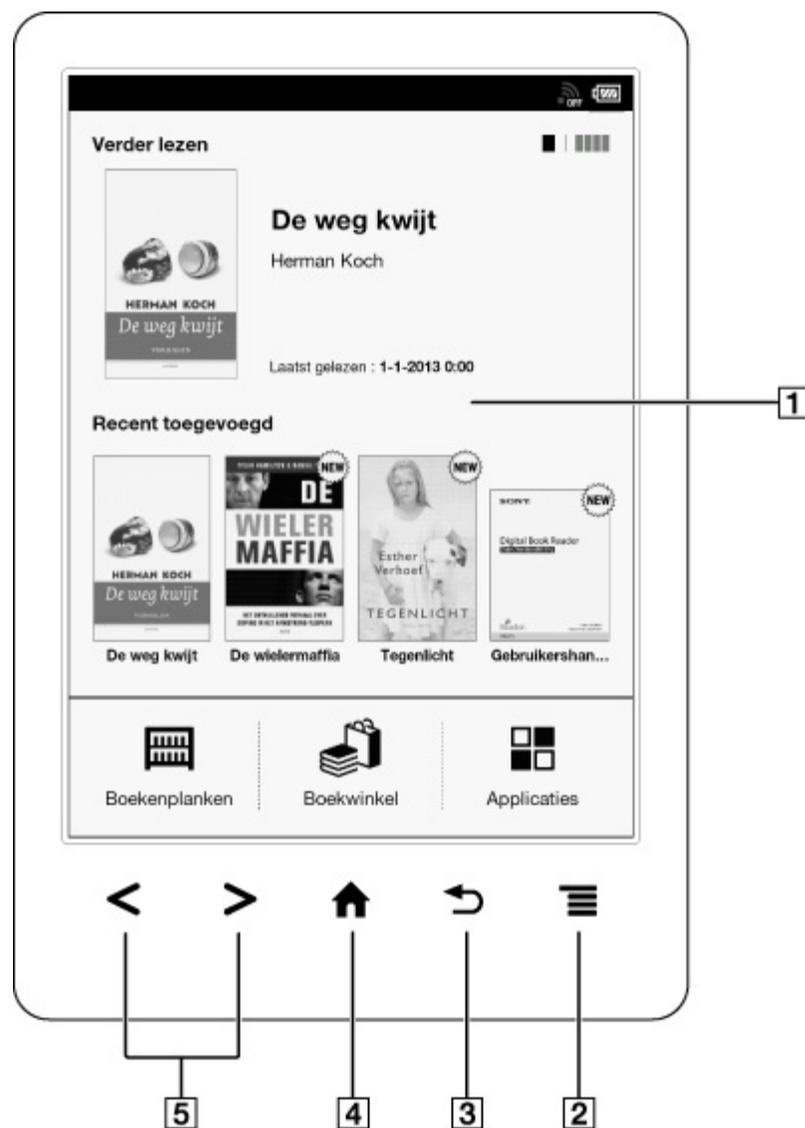 OFF
Verder lezen
De weg kwijt
Herman Koch
HERMAN KOCH
De weg kwijt
VERHALEN
Laatst gelezen : 1-1-2013 0:00
1
Recent toegevoegd
HERMAN KOCH
De weg kwijt
NEW
DE
WIELER
MAFFIA
NEW
Esther
Verhoef
TEGENLICHT
NEW
SONY
Digital Book Reader
De weg kwijt
De wielermaffia
Tegenlicht
Gebruikershan...
Boekenplanken
Boekwinkel
Applicaties
5
4
3
2